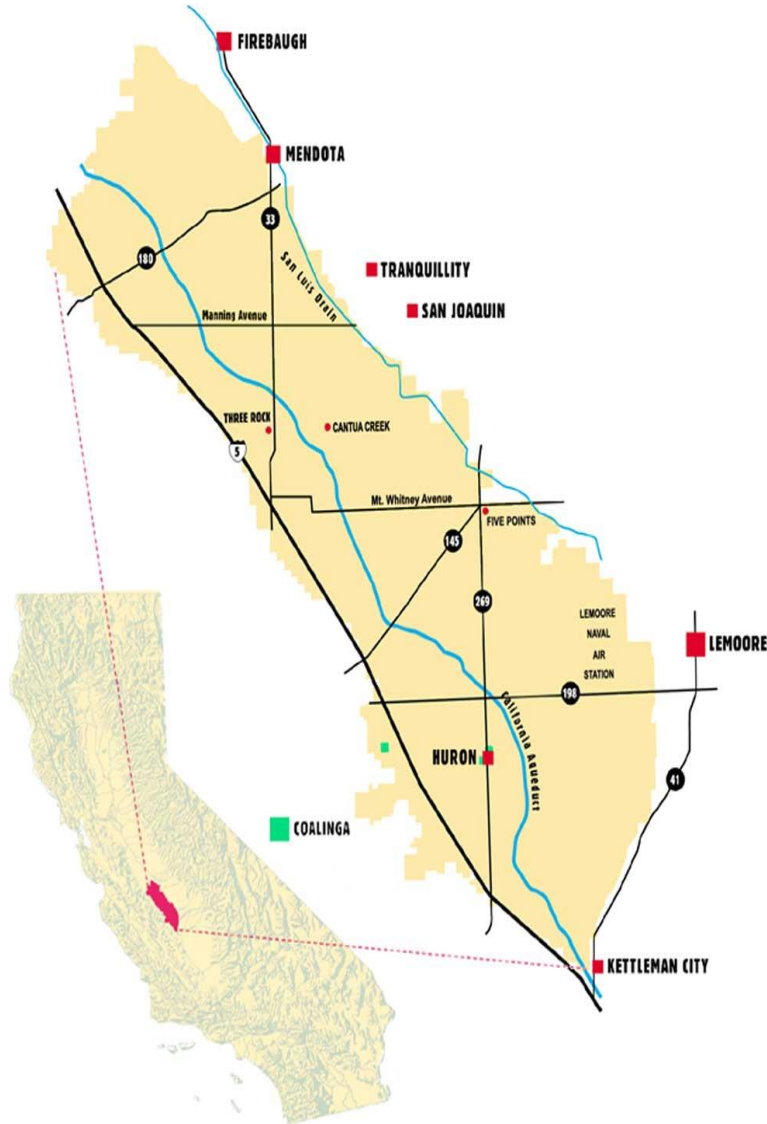 FIREBAUGH
MENDOTA
33
180
San Luis Drain
TRANQUILLITY
SAN JOAQUIN
Manning Avenue
THREE ROCK
CANTUA CREEK
5
Mt. Whitney Avenue
FIVE POINTS
145
269
LEMOORE
NAVAL
AIR
STATION
LEMOORE
198
California Aqueduct
HURON
41
COALINGA
KETTLEMAN CITY